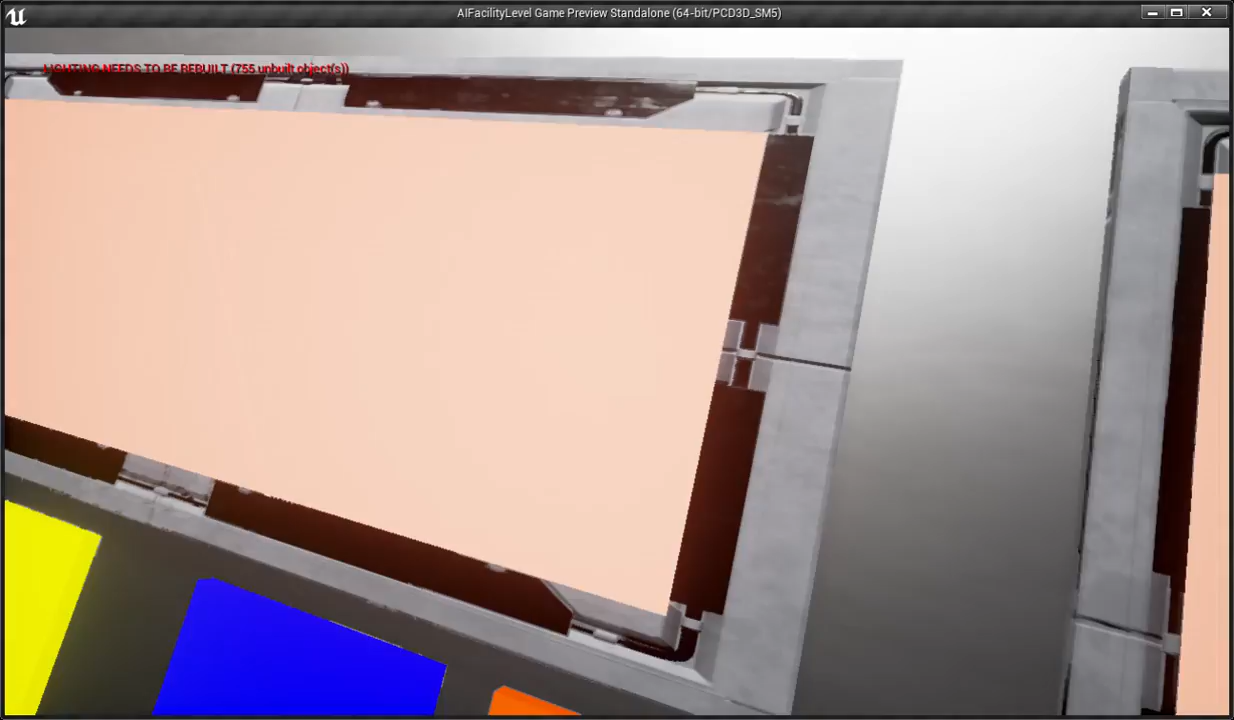 AIFacilityLevel Game Preview Standalone (64-bit/PCD3D_SM5)
LIGHTING NEEDS TO BE REBUILT (755 unbuilt object(s))